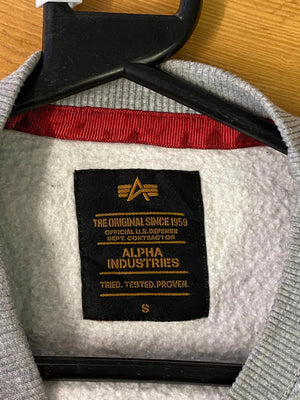 THE ORIGINAL SINCE 1959
OFFICIAL U.S. DEFENSE
DEPT. CONTRACTOR
ALPHA
INDUSTRIES
TRIED. TESTED. PROVEN.
S